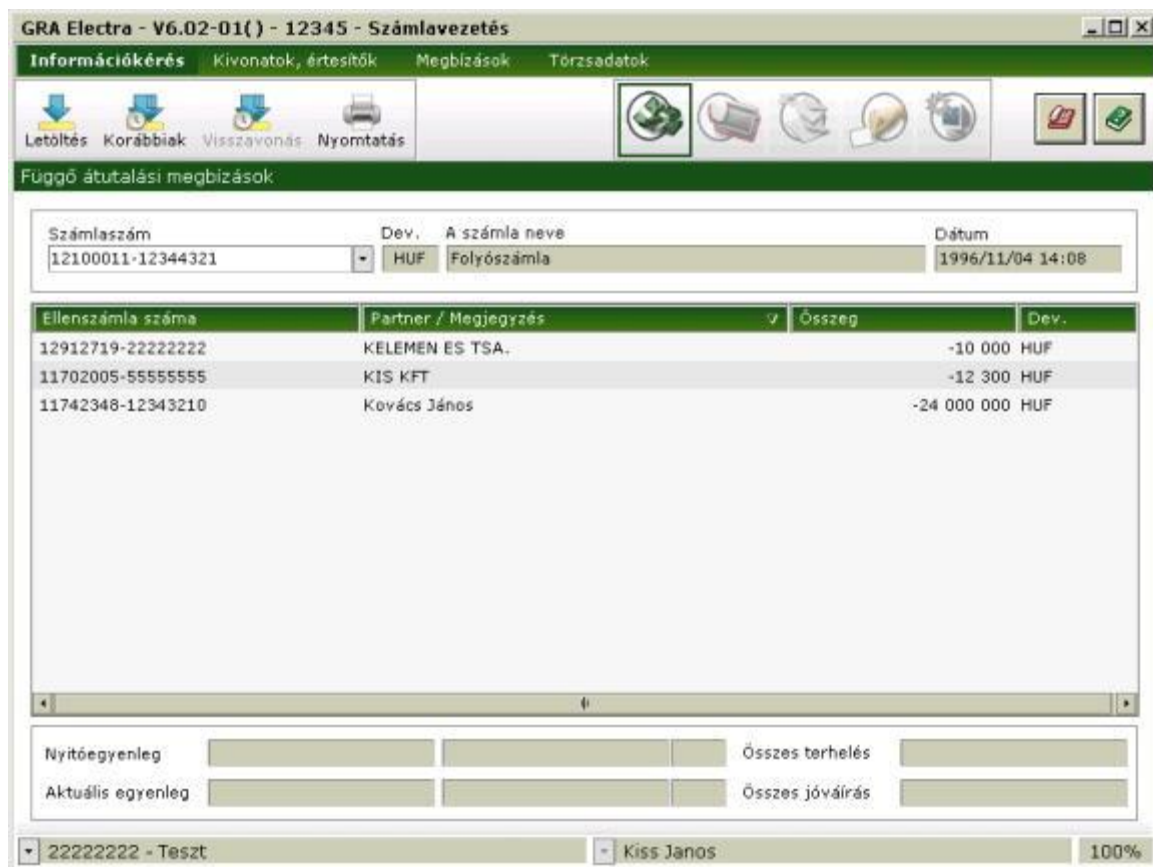 GRA Electra - V6.02-01( ) - 12345 - Számlavezetés
Információkérés Kivonatok, értesítők Megbízások Törzsadatok
Letöltés Korábbiak Visszavonás Nyomtatás
Függő átutalási megbízások
Számlaszám Dev. A számla neve Dátum
12100011-12344321 HUF Folyószámla 1996/11/04 14:08
Ellenszámla száma Partner / Megjegyzés Összeg Dev.
12912719-22222222 KELEMEN ES TSA. -10 000 HUF
11702005-55555555 KIS KFT -12 300 HUF
11742348-12343210 Kovács János -24 000 000 HUF
Nyitóegyenleg Összes terhelés
Aktuális egyenleg Összes jóváírás
22222222 - Teszt Kiss Janos 100%